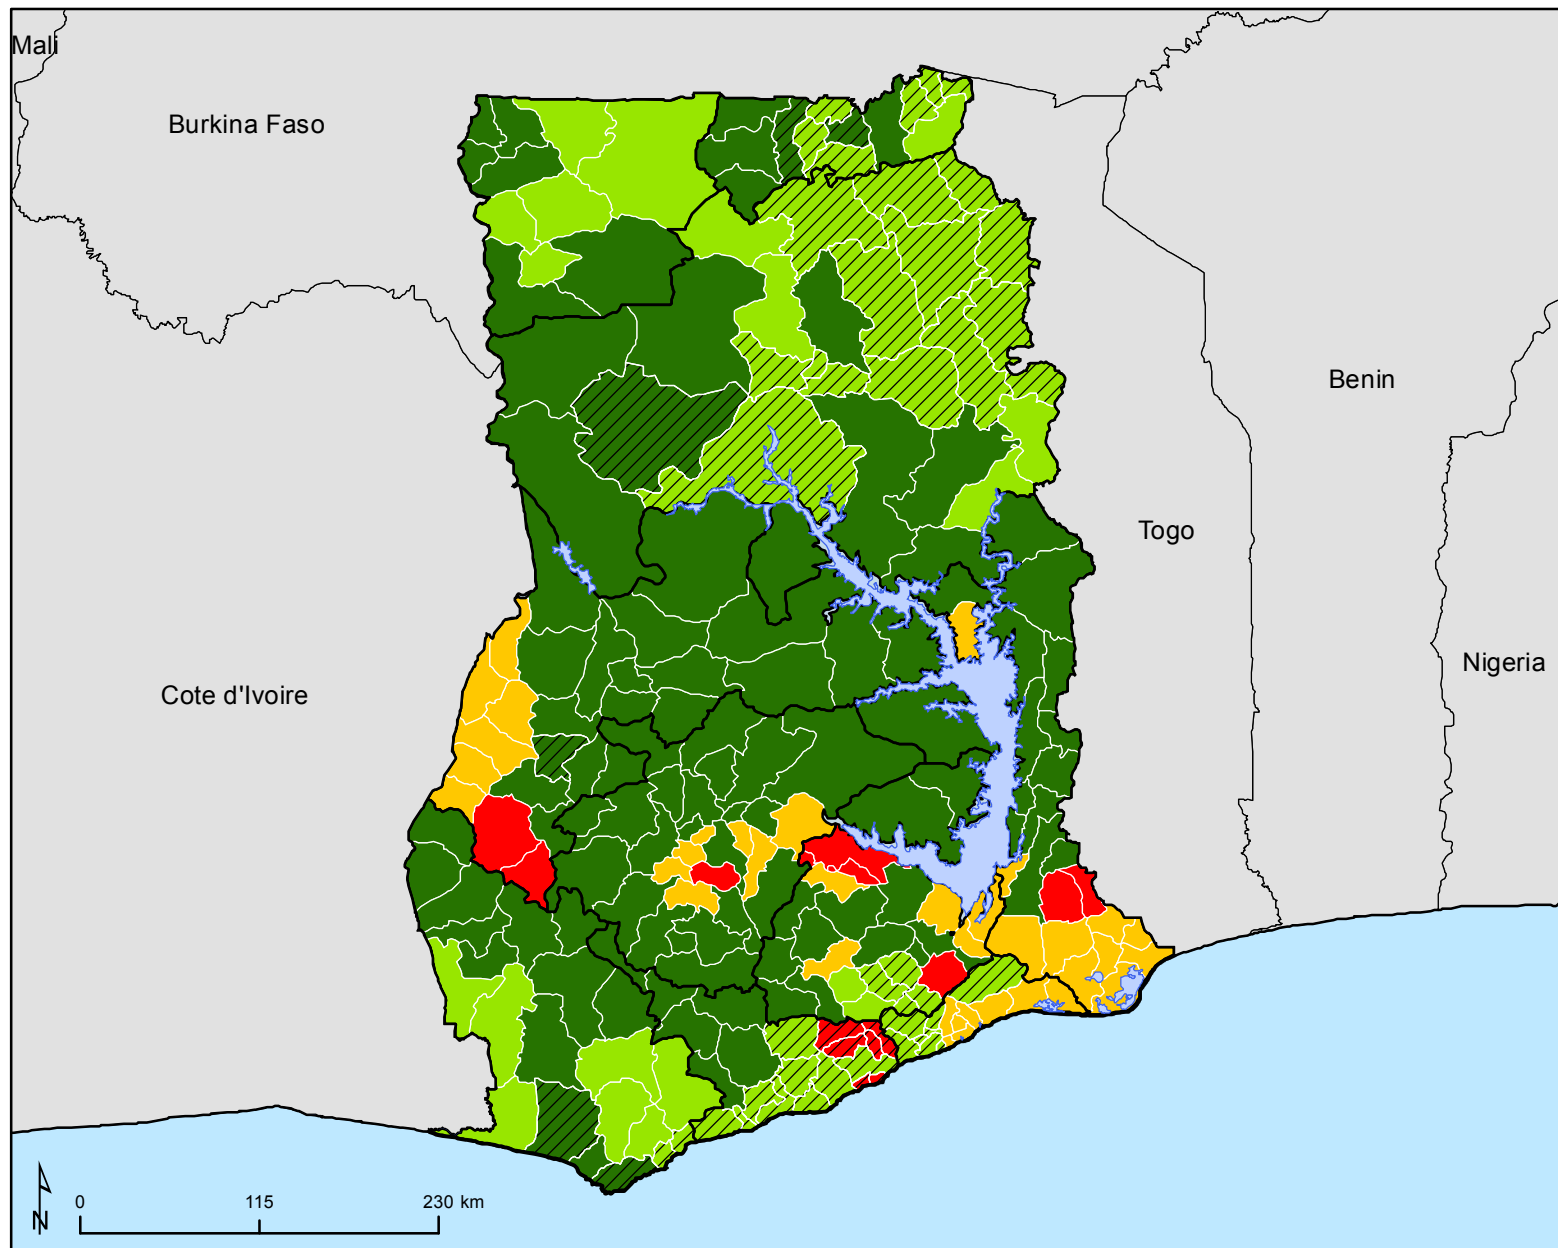 Mali
Burkina Faso
Benin
Togo
Nigeria
Cote d'Ivoire
0 115 230 km
N